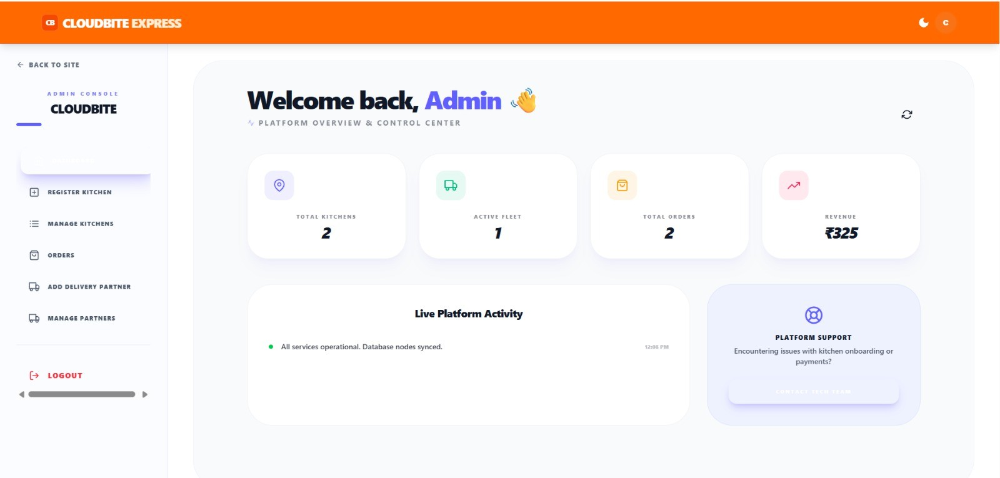 CB CLOUDBITE EXPRESS
C
BACK TO SITE
ADMIN CONSOLE
CLOUDBITE
REGISTER KITCHEN
MANAGE KITCHENS
ORDERS
ADD DELIVERY PARTNER
MANAGE PARTNERS
LOGOUT
Welcome back, Admin 👋
PLATFORM OVERVIEW & CONTROL CENTER
TOTAL KITCHENS
2
ACTIVE FLEET
1
TOTAL ORDERS
2
REVENUE
₹325
Live Platform Activity
All services operational. Database nodes synced. 12:08 PM
PLATFORM SUPPORT
Encountering issues with kitchen onboarding or
payments?
CONTACT TECH TEAM